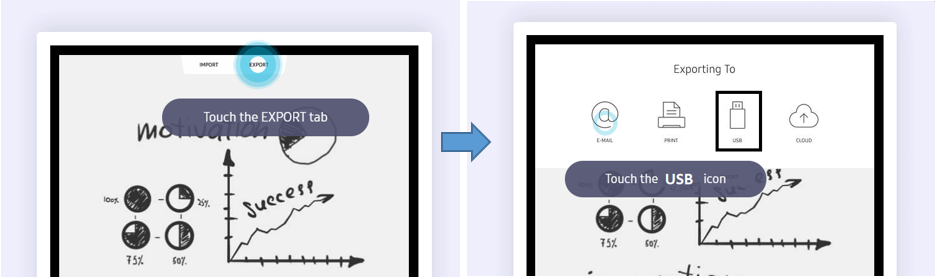 IMPORT EXPORT
Touch the EXPORT tab
motivation
Success
100%. 25%.
75% 50%.
Exporting To
E-MAIL PRINT USB CLOUD
Touch the USB icon
Success
75% 50%.